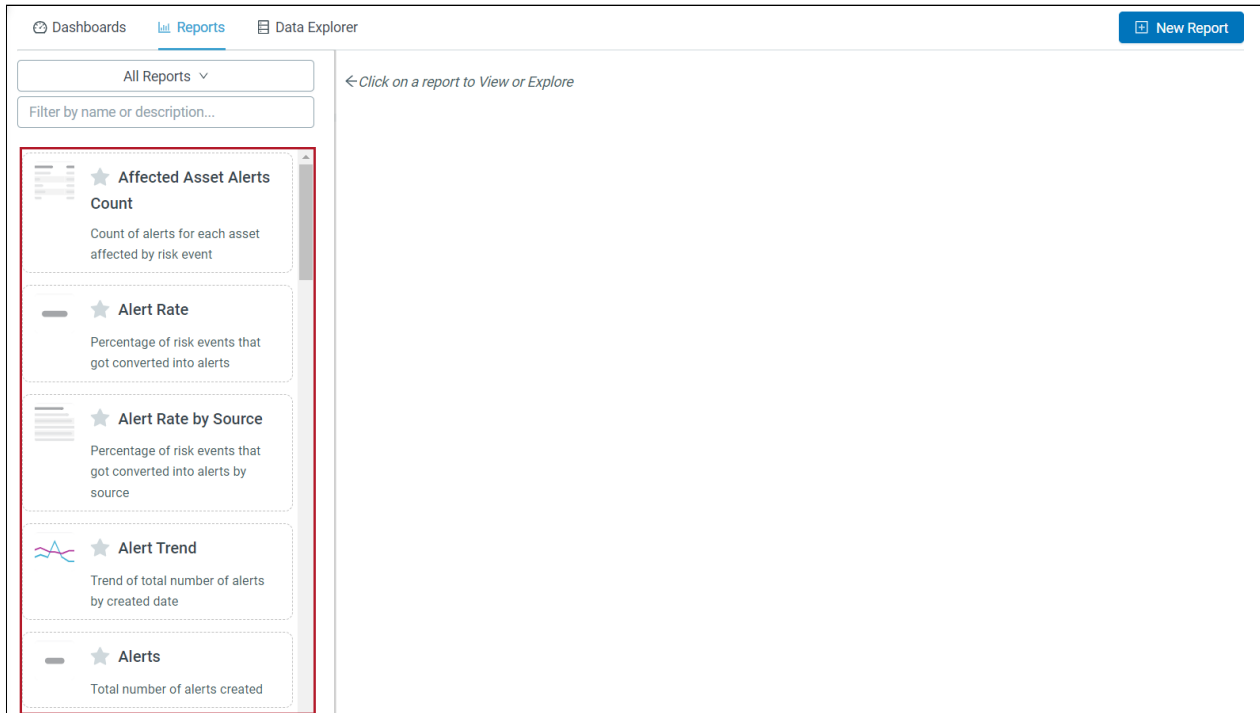 Dashboards Reports Data Explorer New Report
All Reports
Filter by name or description...
←Click on a report to View or Explore
Affected Asset Alerts
Count
Count of alerts for each asset
affected by risk event
Alert Rate
Percentage of risk events that
got converted into alerts
Alert Rate by Source
Percentage of risk events that
got converted into alerts by
source
Alert Trend
Trend of total number of alerts
by created date
Alerts
Total number of alerts created